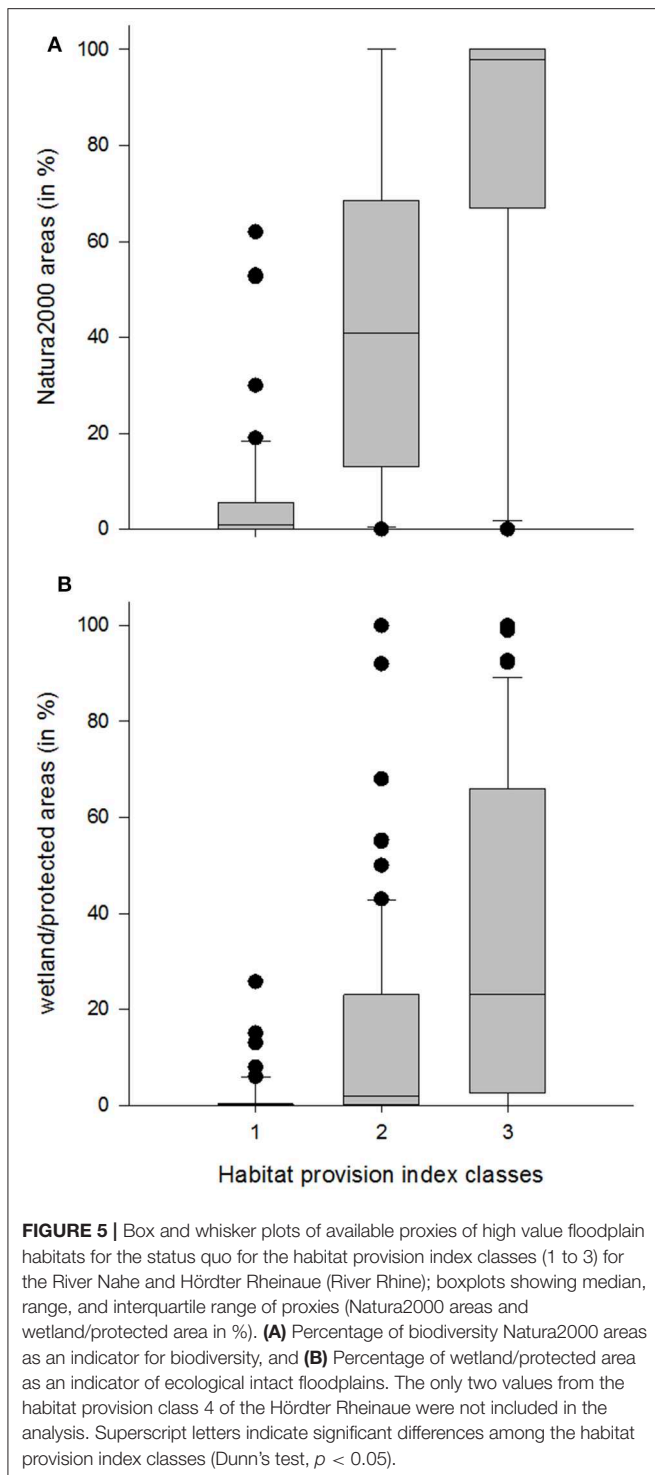 A
100
80
60
40
20
0
Natura2000 areas (in %)
B
100
80
60
40
20
0
wetland/protected areas (in %)
1 2 3
Habitat provision index classes
FIGURE 5 | Box and whisker plots of available proxies of high value floodplain
habitats for the status quo for the habitat provision index classes (1 to 3) for
the River Nahe and Hördter Rheinaue (River Rhine); boxplots showing median,
range, and interquartile range of proxies (Natura2000 areas and
wetland/protected area in %). (A) Percentage of biodiversity Natura2000 areas
as an indicator for biodiversity, and (B) Percentage of wetland/protected area
as an indicator of ecological intact floodplains. The only two values from the
habitat provision class 4 of the Hördter Rheinaue were not included in the
analysis. Superscript letters indicate significant differences among the habitat
provision index classes (Dunn's test, p < 0.05).